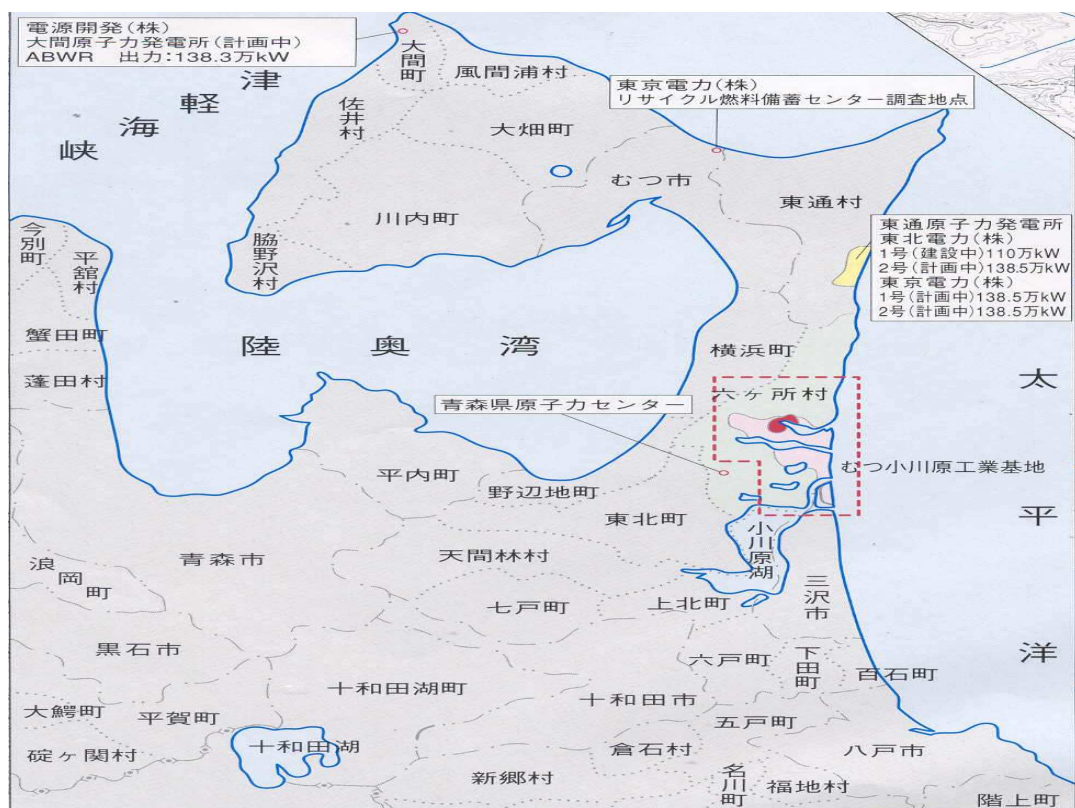 電源開発(株)
大間原子力発電所(計画中)
ABWR 出力:138.3万kW
津軽海峡
大間町
風間浦村
佐井村
大畑町
東京電力(株)
リサイクル燃料備蓄センター調査地点
むつ市
東通村
川内町
脇野沢村
今別町
平舘村
東通原子力発電所
東北電力(株)
1号(建設中)110万kW
2号(計画中)138.5万kW
東京電力(株)
1号(計画中)138.5万kW
2号(計画中)138.5万kW
蟹田町
蓬田村
陸奥湾
横浜町
太平洋
六ヶ所村
青森県原子力センター
むつ小川原工業基地
平内町
野辺地町
東北町
小川原湖
青森市
天間林村
浪岡町
七戸町
上北町
三沢市
黒石市
六戸町
下田町
百石町
十和田湖町
十和田市
大鰐町
平賀町
五戸町
碇ヶ関村
十和田湖
倉石村
八戸市
新郷村
名川町
福地村
階上町